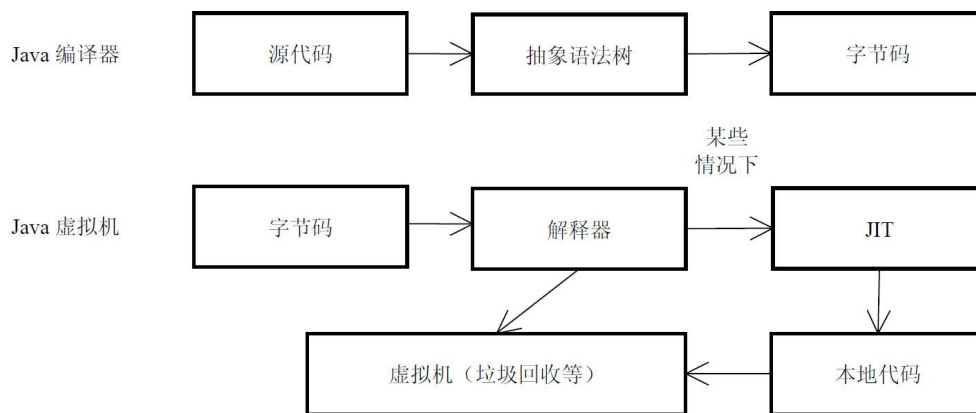 Java 编译器
源代码
抽象语法树
字节码
某些
情况下
Java 虚拟机
字节码
解释器
JIT
虚拟机（垃圾回收等）
本地代码